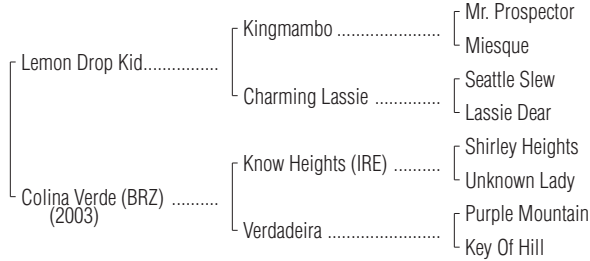 Mr. Prospector
Kingmambo ......................
Miesque
Lemon Drop Kid................
Seattle Slew
Charming Lassie ..............
Lassie Dear
Shirley Heights
Know Heights (IRE) ..........
Unknown Lady
Colina Verde (BRZ) ..........
(2003)
Purple Mountain
Verdadeira ........................
Key Of Hill